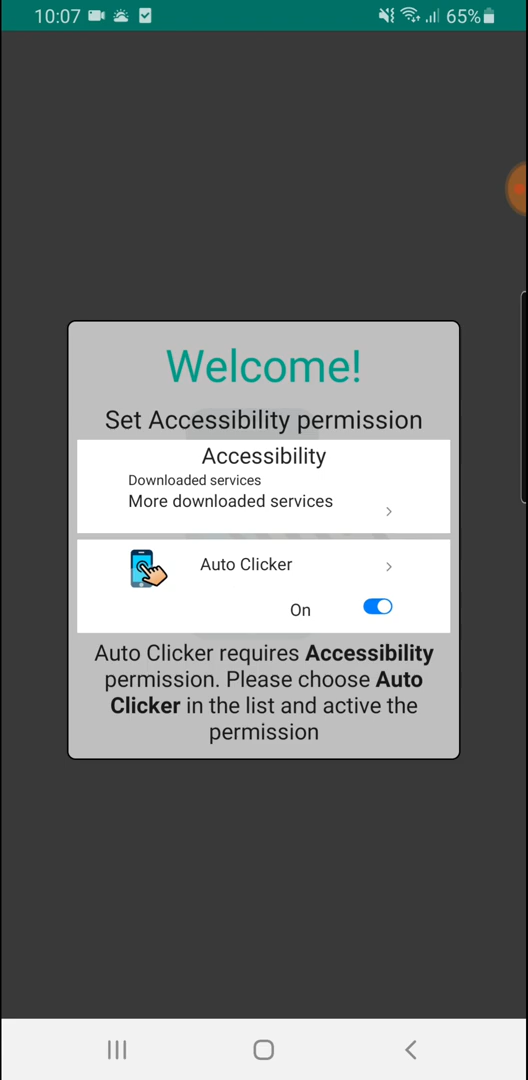 10:07 65%
Welcome!
Set Accessibility permission
Accessibility
Downloaded services
More downloaded services
Auto Clicker
On
Auto Clicker requires Accessibility
permission. Please choose Auto
Clicker in the list and active the
permission